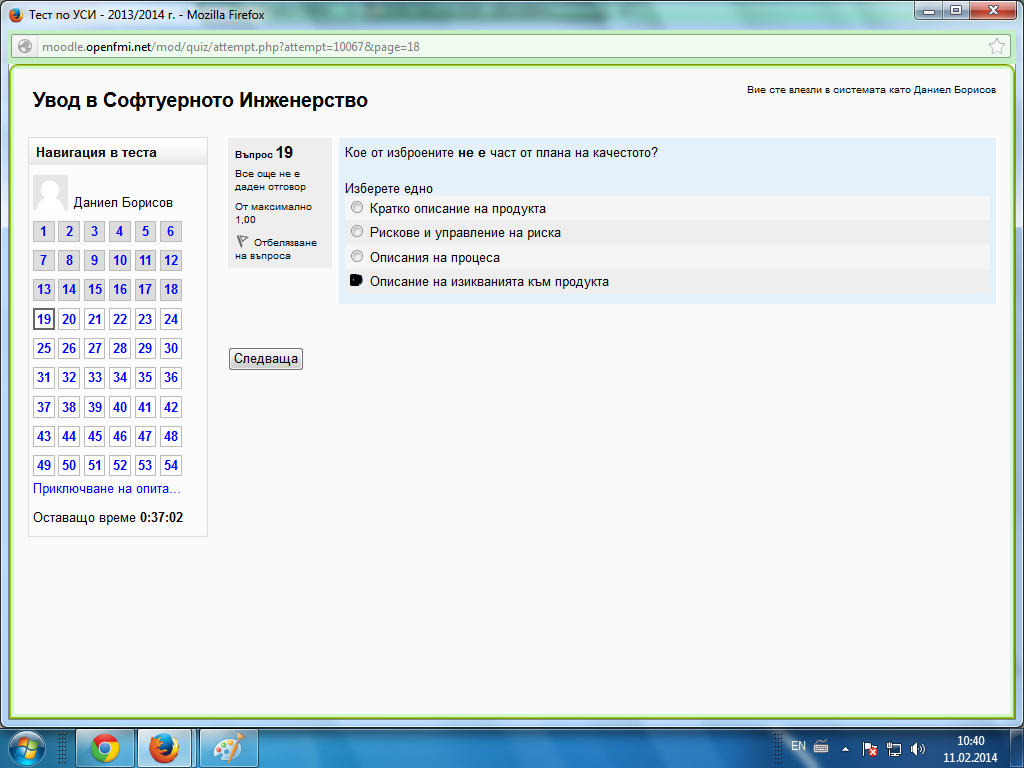 Тест по УСИ - 2013/2014 г. - Mozilla Firefox
moodle.openfmi.net/mod/quiz/attempt.php?attempt=10067&page=18
Вие сте влезли в системата като Даниел Борисов
Увод в Софтуерното Инженерство
Навигация в теста
Даниел Борисов
1 2 3 4 5 6
7 8 9 10 11 12
13 14 15 16 17 18
19 20 21 22 23 24
25 26 27 28 29 30
31 32 33 34 35 36
37 38 39 40 41 42
43 44 45 46 47 48
49 50 51 52 53 54
Приключване на опита...
Оставащо време 0:37:02
Въпрос 19
Все още не е
даден отговор
От максимално
1,00
Отбелязване
на въпроса
Кое от изброените не е част от плана на качестото?
Изберете едно
Кратко описание на продукта
Рискове и управление на риска
Описания на процеса
Описание на изикванията към продукта
Следваща
EN
10:40
11.02.2014